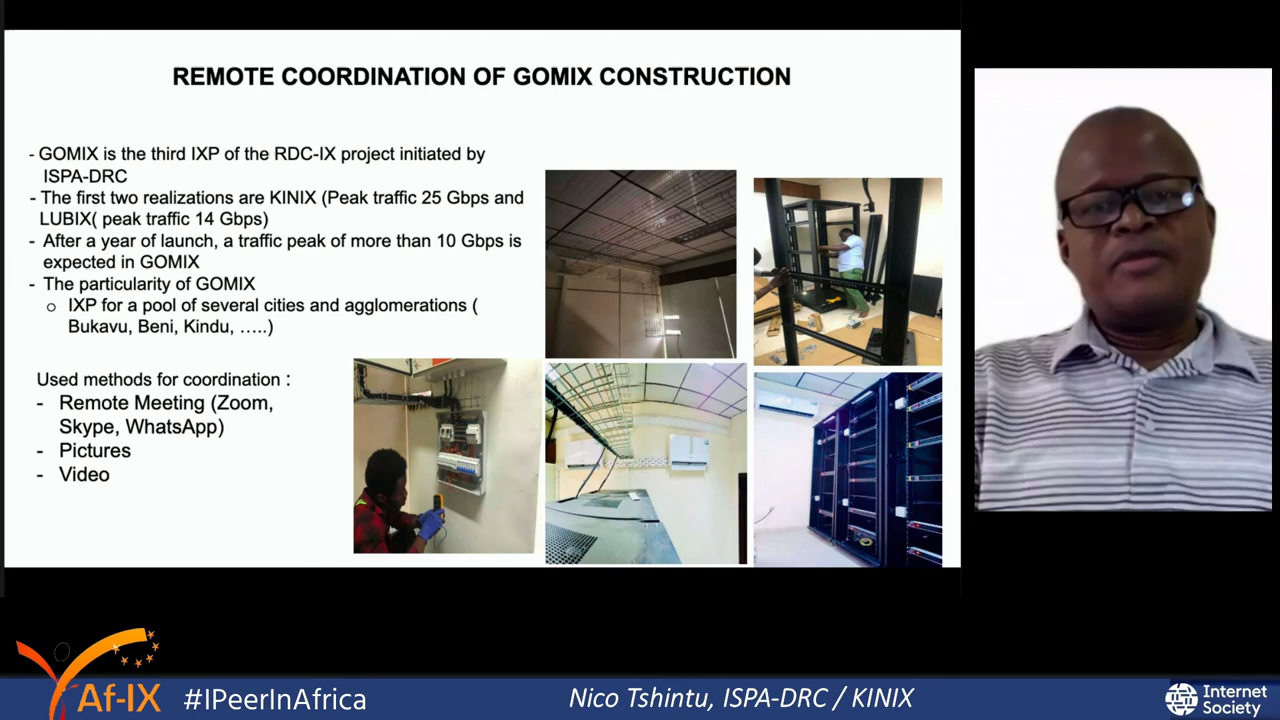 REMOTE COORDINATION OF GOMIX CONSTRUCTION
- GOMIX is the third IXP of the RDC-IX project initiated by
ISPA-DRC
- The first two realizations are KINIX (Peak traffic 25 Gbps and
LUBIX( peak traffic 14 Gbps)
- After a year of launch, a traffic peak of more than 10 Gbps is
expected in GOMIX
- The particularity of GOMIX
o IXP for a pool of several cities and agglomerations (
Bukavu, Beni, Kindu, …..)
Used methods for coordination :
- Remote Meeting (Zoom,
Skype, WhatsApp)
- Pictures
- Video
Af-IX
#IPeerInAfrica
Nico Tshintu, ISPA-DRC / KINIX
Internet
Society